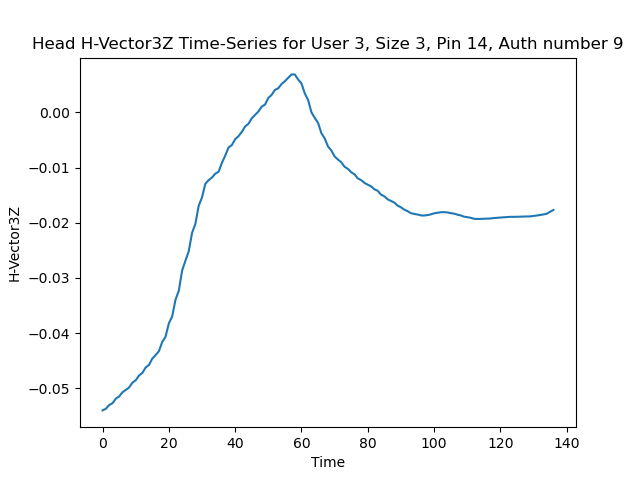 Head H-Vector3Z Time-Series for User 3, Size 3, Pin 14, Auth number 9
H-Vector3Z
0.00
−0.01
−0.02
−0.03
−0.04
−0.05
0 20 40 60 80 100 120 140
Time